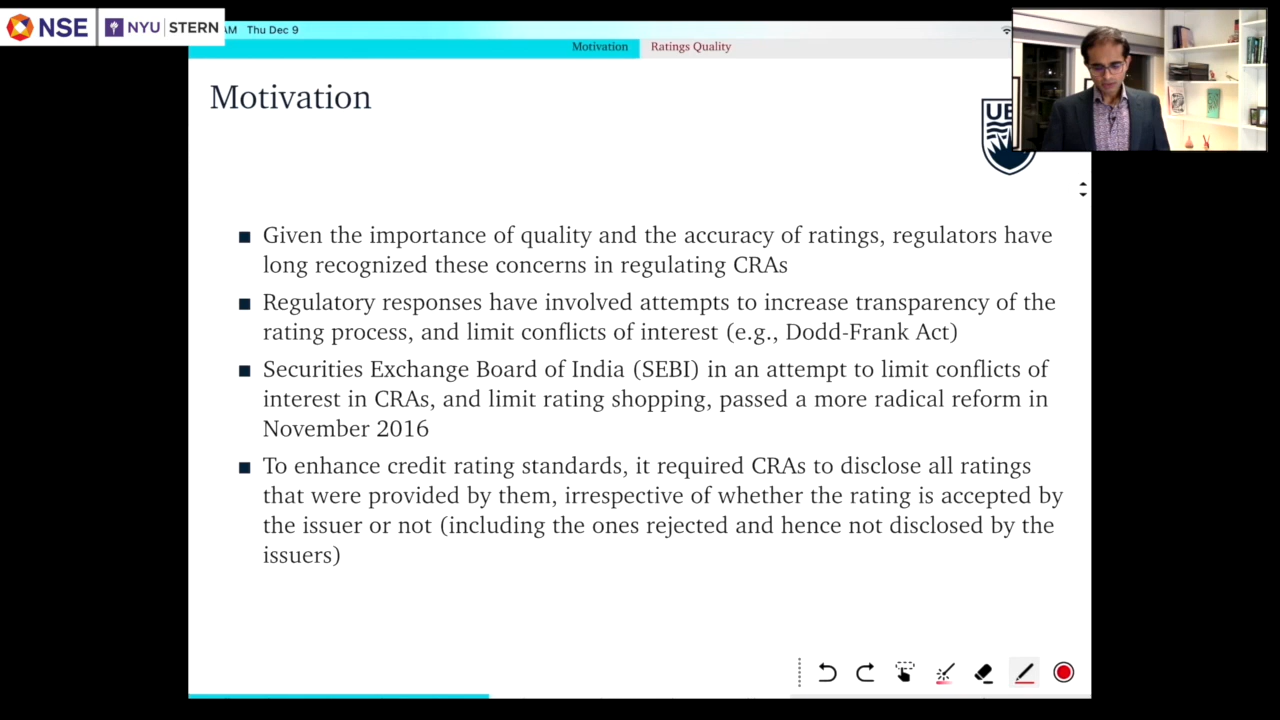 NSE
NYU STERN
AM Thu Dec 9
Motivation
Ratings Quality
Motivation
■ Given the importance of quality and the accuracy of ratings, regulators have
long recognized these concerns in regulating CRAs
■ Regulatory responses have involved attempts to increase transparency of the
rating process, and limit conflicts of interest (e.g., Dodd-Frank Act)
■ Securities Exchange Board of India (SEBI) in an attempt to limit conflicts of
interest in CRAs, and limit rating shopping, passed a more radical reform in
November 2016
■ To enhance credit rating standards, it required CRAs to disclose all ratings
that were provided by them, irrespective of whether the rating is accepted by
the issuer or not (including the ones rejected and hence not disclosed by the
issuers)